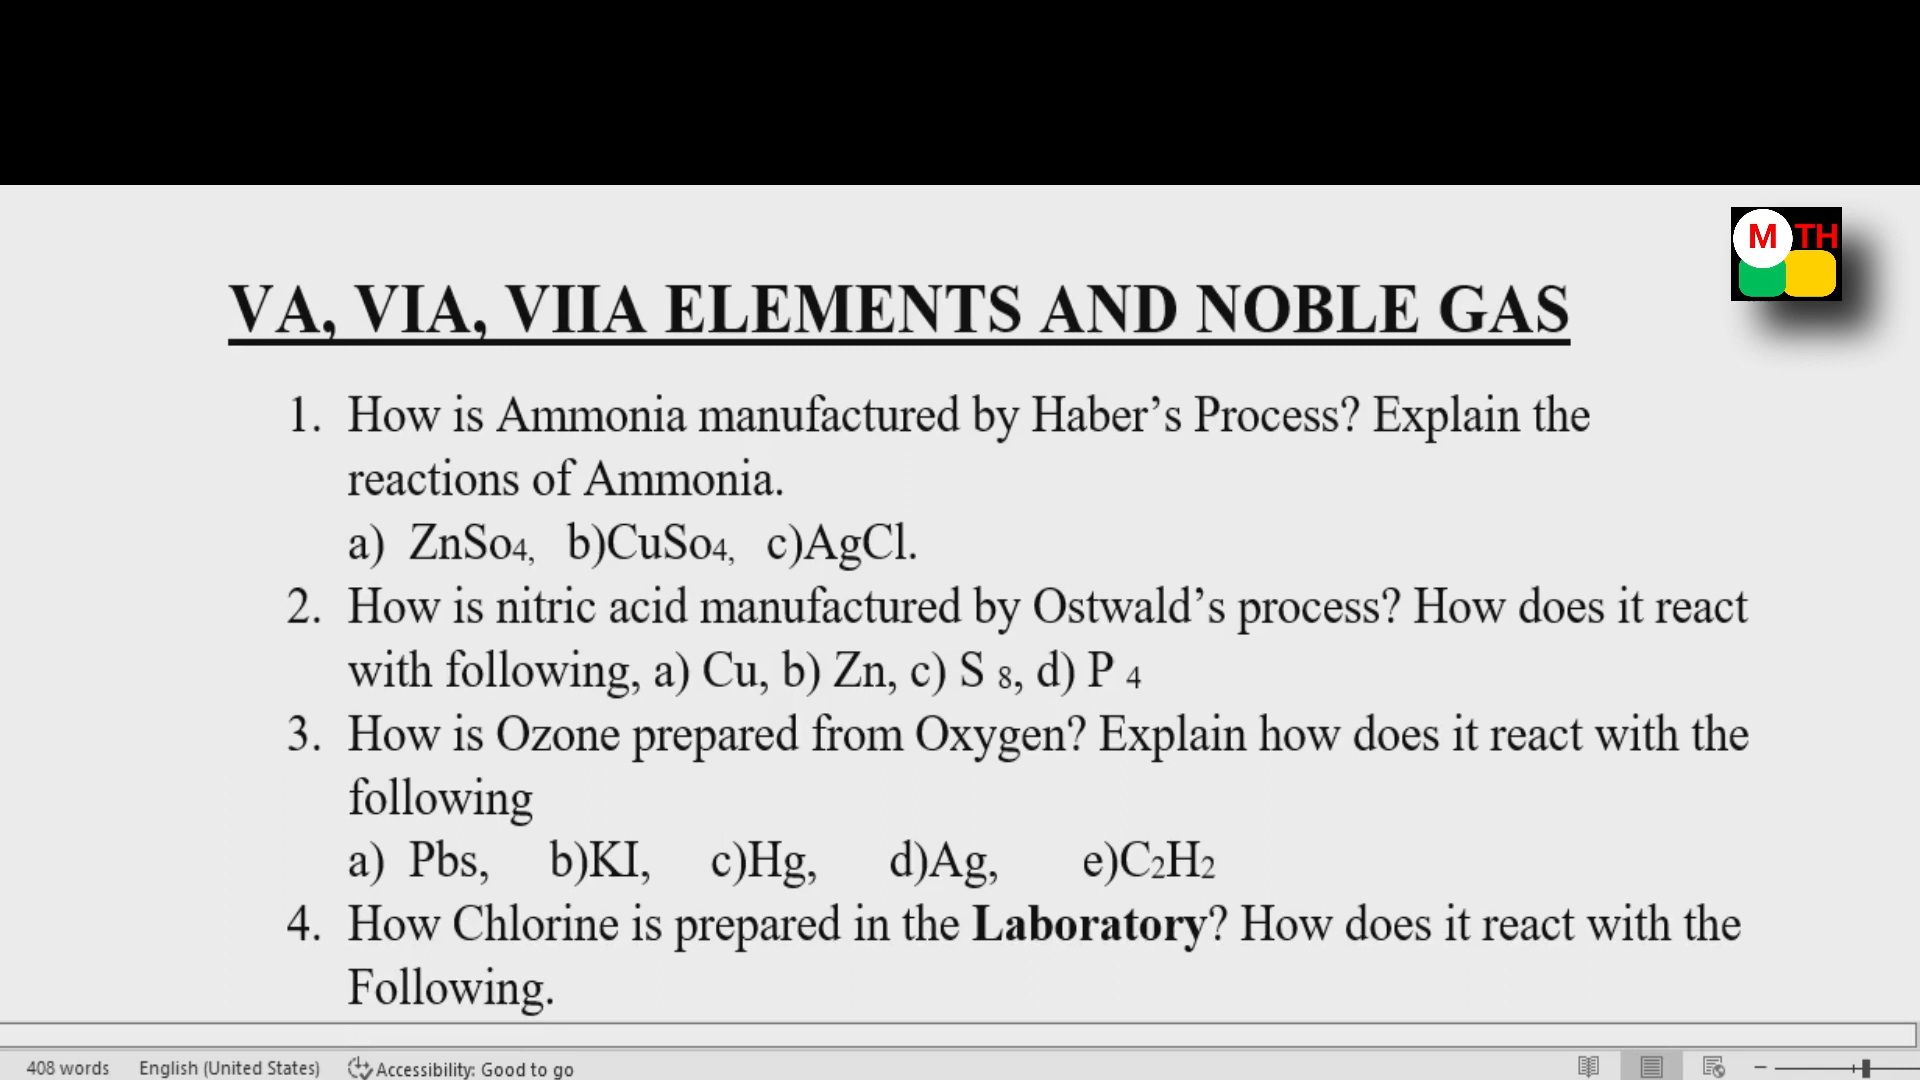 M TH
VA, VIA, VIIA ELEMENTS AND NOBLE GAS
1. How is Ammonia manufactured by Haber’s Process? Explain the
reactions of Ammonia.
a) ZnSo4, b)CuSo4, c)AgCl.
2. How is nitric acid manufactured by Ostwald’s process? How does it react
with following, a) Cu, b) Zn, c) S 8, d) P 4
3. How is Ozone prepared from Oxygen? Explain how does it react with the
following
a) Pbs, b)KI, c)Hg, d)Ag, e)C2H2
4. How Chlorine is prepared in the Laboratory? How does it react with the
Following.
408 words English (United States) Accessibility: Good to go